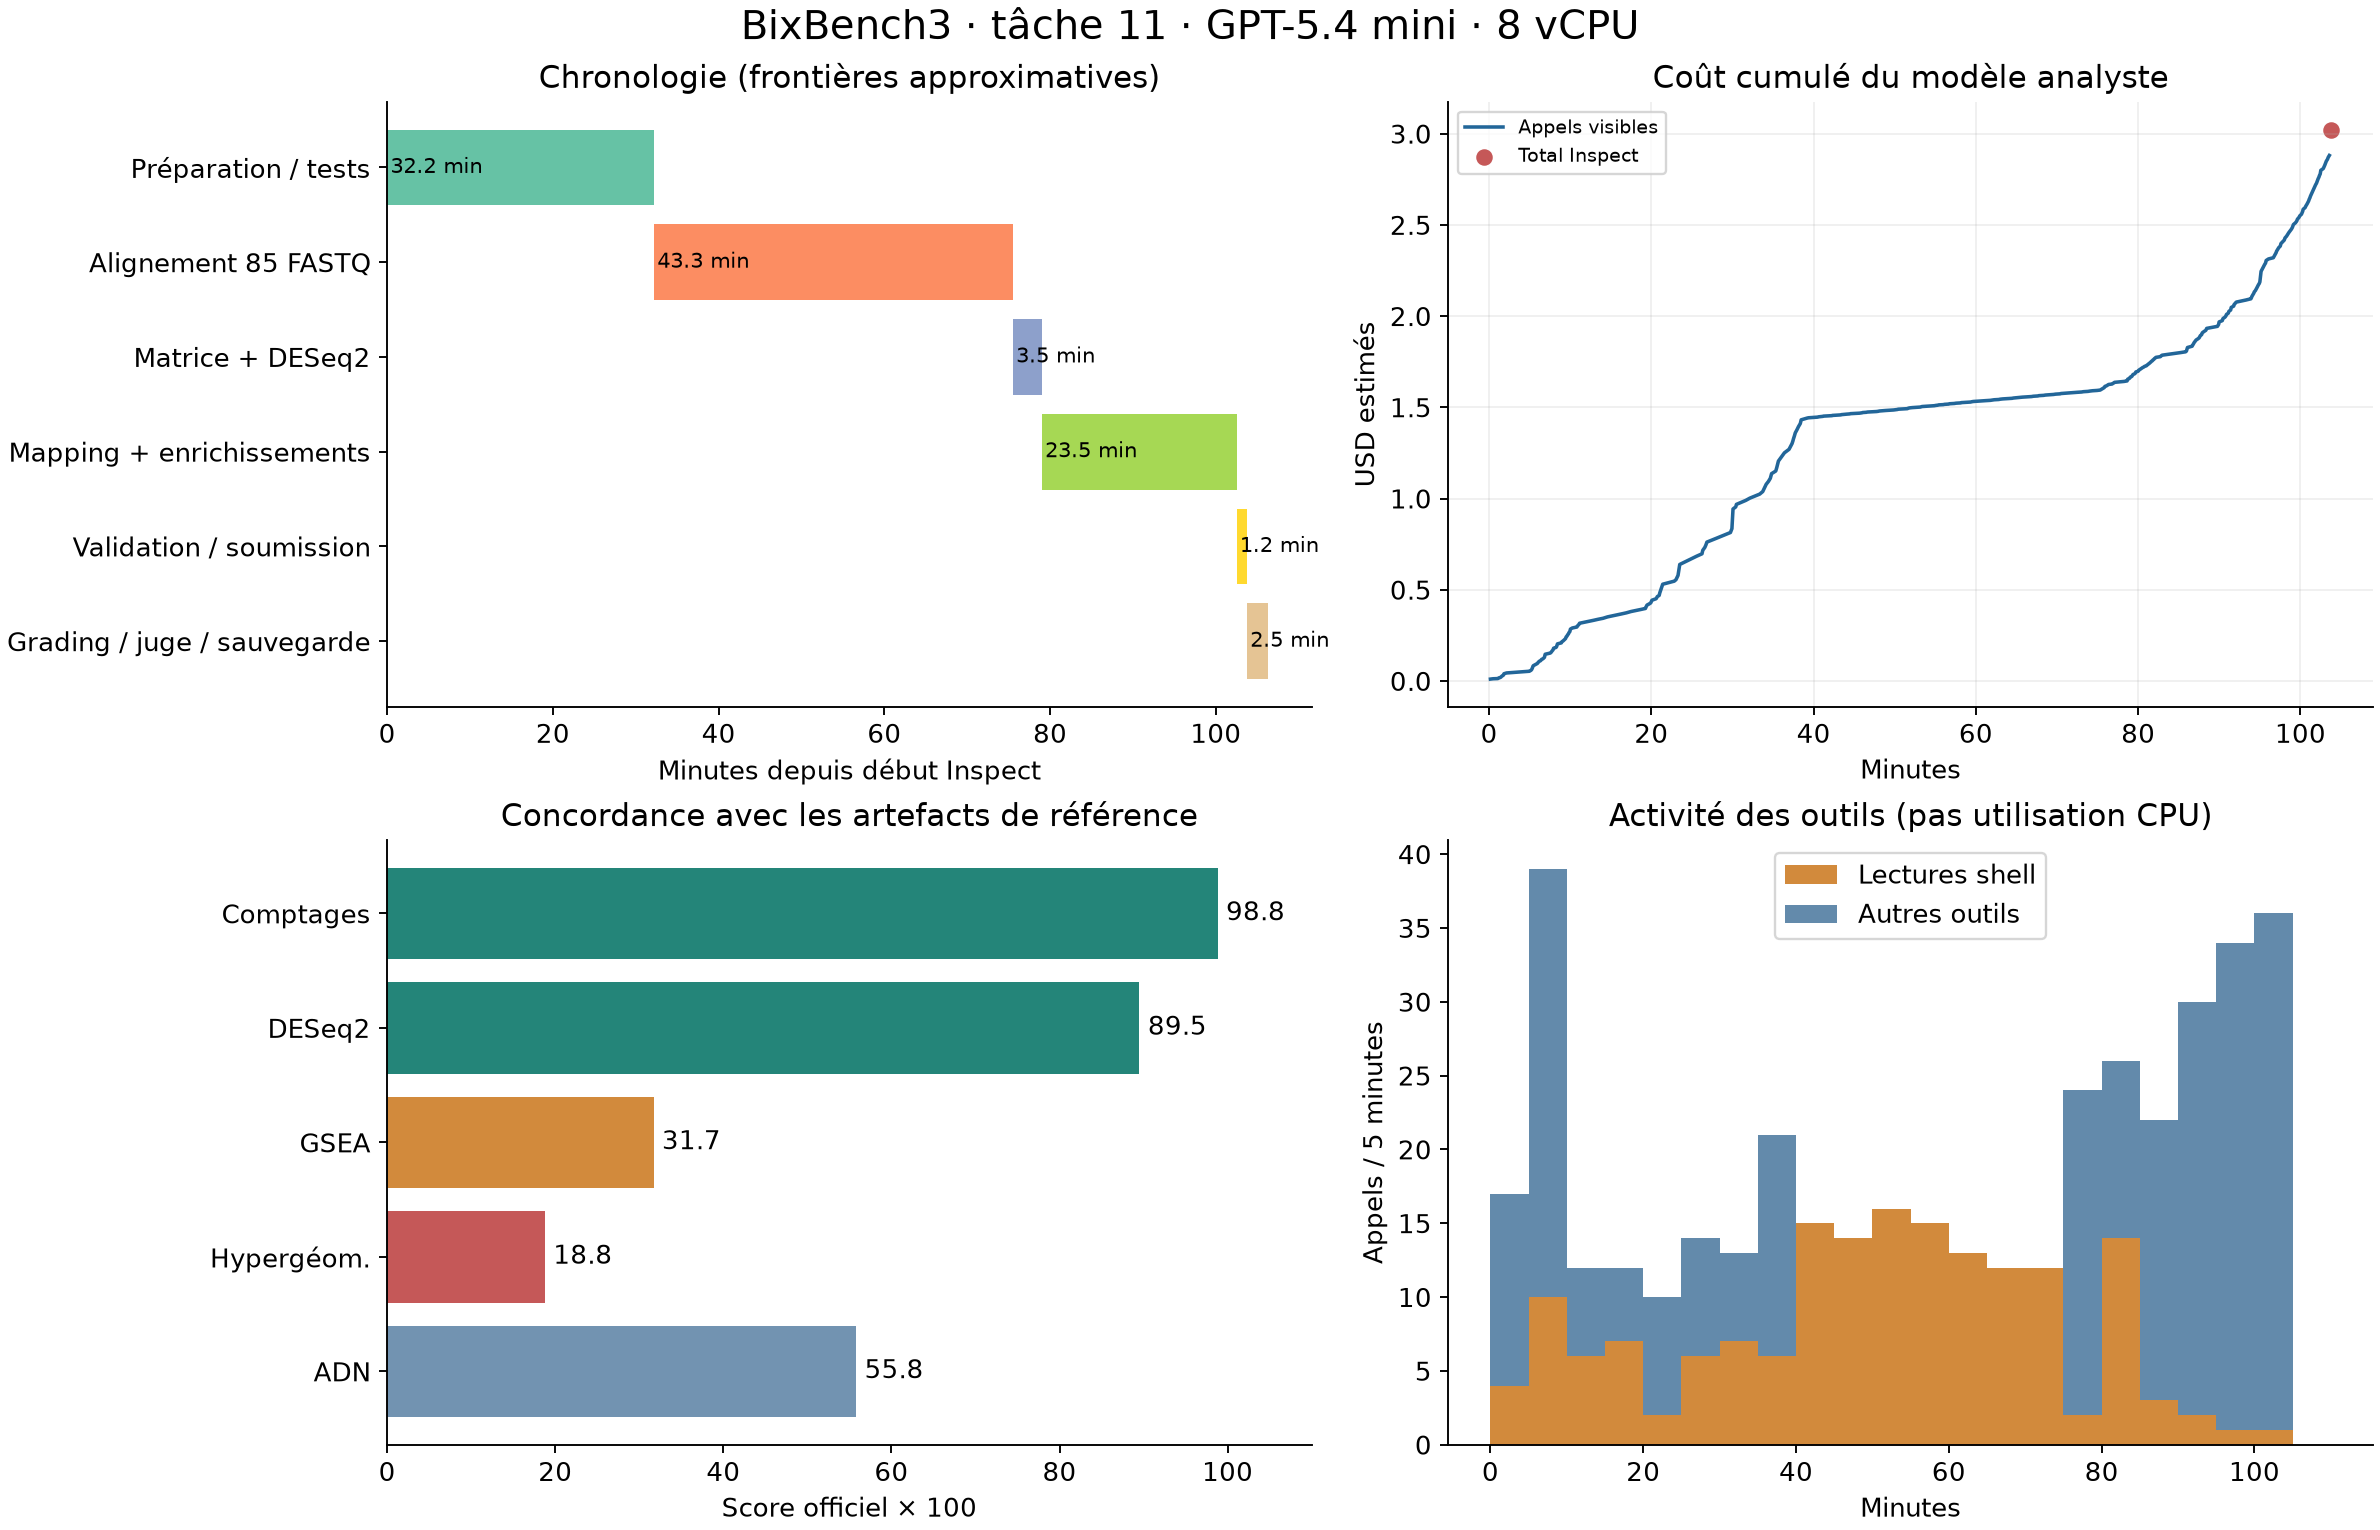 BixBench3 · tâche 11 · GPT-5.4 mini · 8 vCPU
Chronologie (frontières approximatives)
Préparation / tests
32.2 min
Alignement 85 FASTQ
43.3 min
Matrice + DESeq2
3.5 min
Mapping + enrichissements
23.5 min
Validation / soumission
1.2 min
Grading / juge / sauvegarde
2.5 min
0 20 40 60 80 100
Minutes depuis début Inspect
Coût cumulé du modèle analyste
Appels visibles
Total Inspect
USD estimés
3.0
2.5
2.0
1.5
1.0
0.5
0.0
0 20 40 60 80 100
Minutes
Concordance avec les artefacts de référence
Comptages
98.8
DESeq2
89.5
GSEA
31.7
Hypergéom.
18.8
ADN
55.8
0 20 40 60 80 100
Score officiel × 100
Activité des outils (pas utilisation CPU)
Lectures shell
Autres outils
Appels / 5 minutes
40
35
30
25
20
15
10
5
0
0 20 40 60 80 100
Minutes